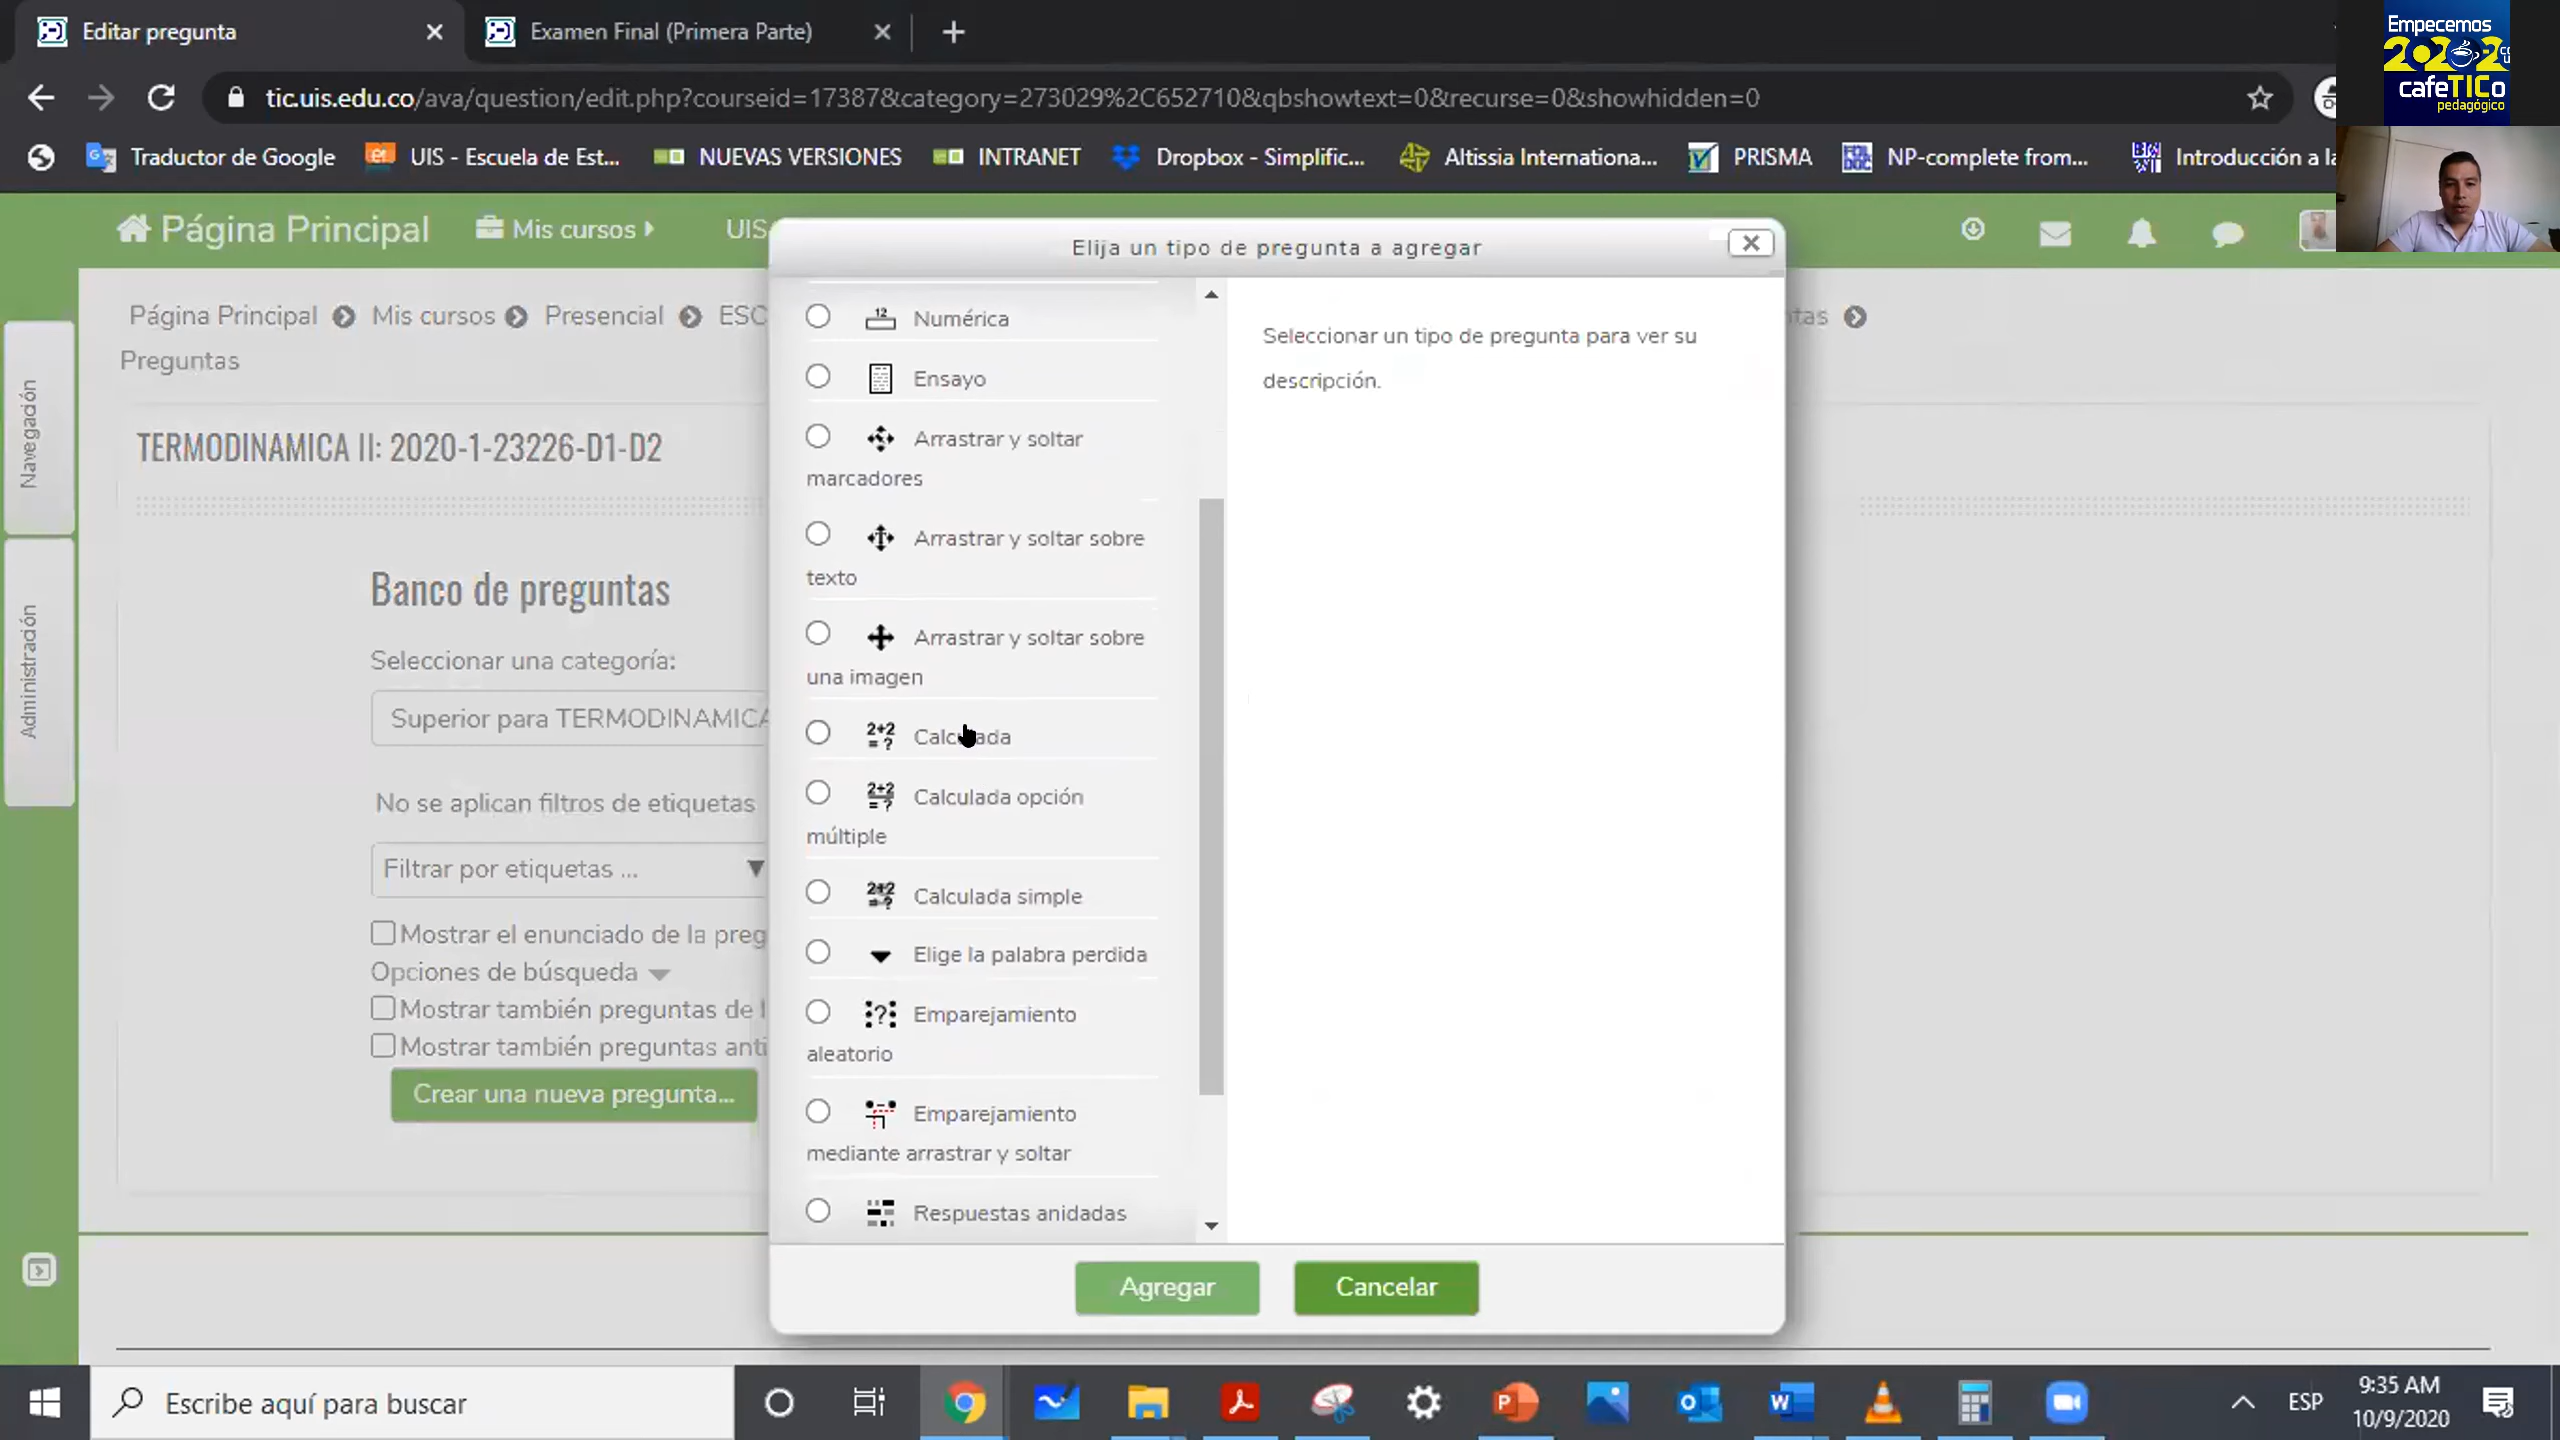 Editar pregunta
Examen Final (Primera Parte)
tic.uis.edu.co/ava/question/edit.php?courseid=17387&category=273029%2C652710&qbshowtext=0&recurse=0&showhidden=0
Traductor de Google
UIS - Escuela de Est...
NUEVAS VERSIONES
INTRANET
Dropbox - Simplific...
Altissia Internationa...
PRISMA
NP-complete from...
Introducción a la
Empecemos
cafeTICo
pedagógico
Página Principal
Mis cursos
UIS
Página Principal
Mis cursos
Presencial
ESC
ntas
Preguntas
Navegación
Administración
TERMODINAMICA II: 2020-1-23226-D1-D2
Banco de preguntas
Seleccionar una categoría:
Superior para TERMODINAMICA
No se aplican filtros de etiquetas
Filtrar por etiquetas ...
Mostrar el enunciado de la preg
Opciones de búsqueda
Mostrar también preguntas de l
Mostrar también preguntas anti
Crear una nueva pregunta...
Elija un tipo de pregunta a agregar
12
Numérica
Ensayo
Arrastrar y soltar
marcadores
Arrastrar y soltar sobre
texto
Arrastrar y soltar sobre
una imagen
2+2
= ?
Calculada
2+2
= ?
Calculada opción
múltiple
2+2
= ?
Calculada simple
Elige la palabra perdida
Emparejamiento
aleatorio
Emparejamiento
mediante arrastrar y soltar
Respuestas anidadas
Seleccionar un tipo de pregunta para ver su
descripción.
Agregar
Cancelar
Escribe aquí para buscar
ESP
9:35 AM
10/9/2020